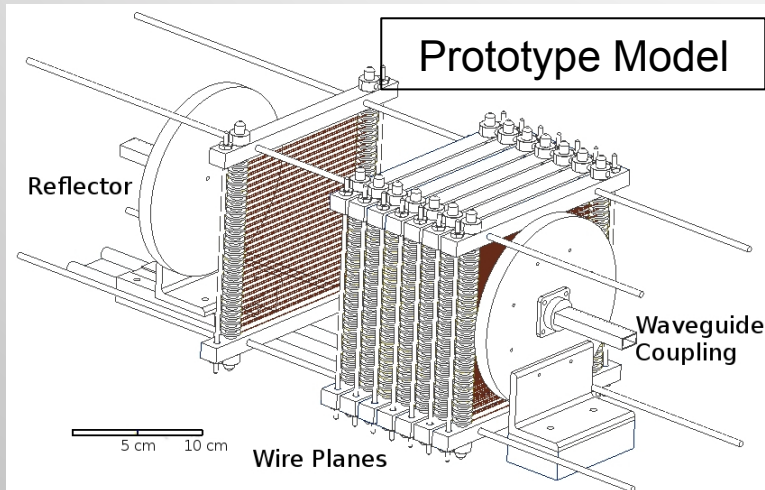 Prototype Model
Reflector
Waveguide
Coupling
5 cm 10 cm
Wire Planes